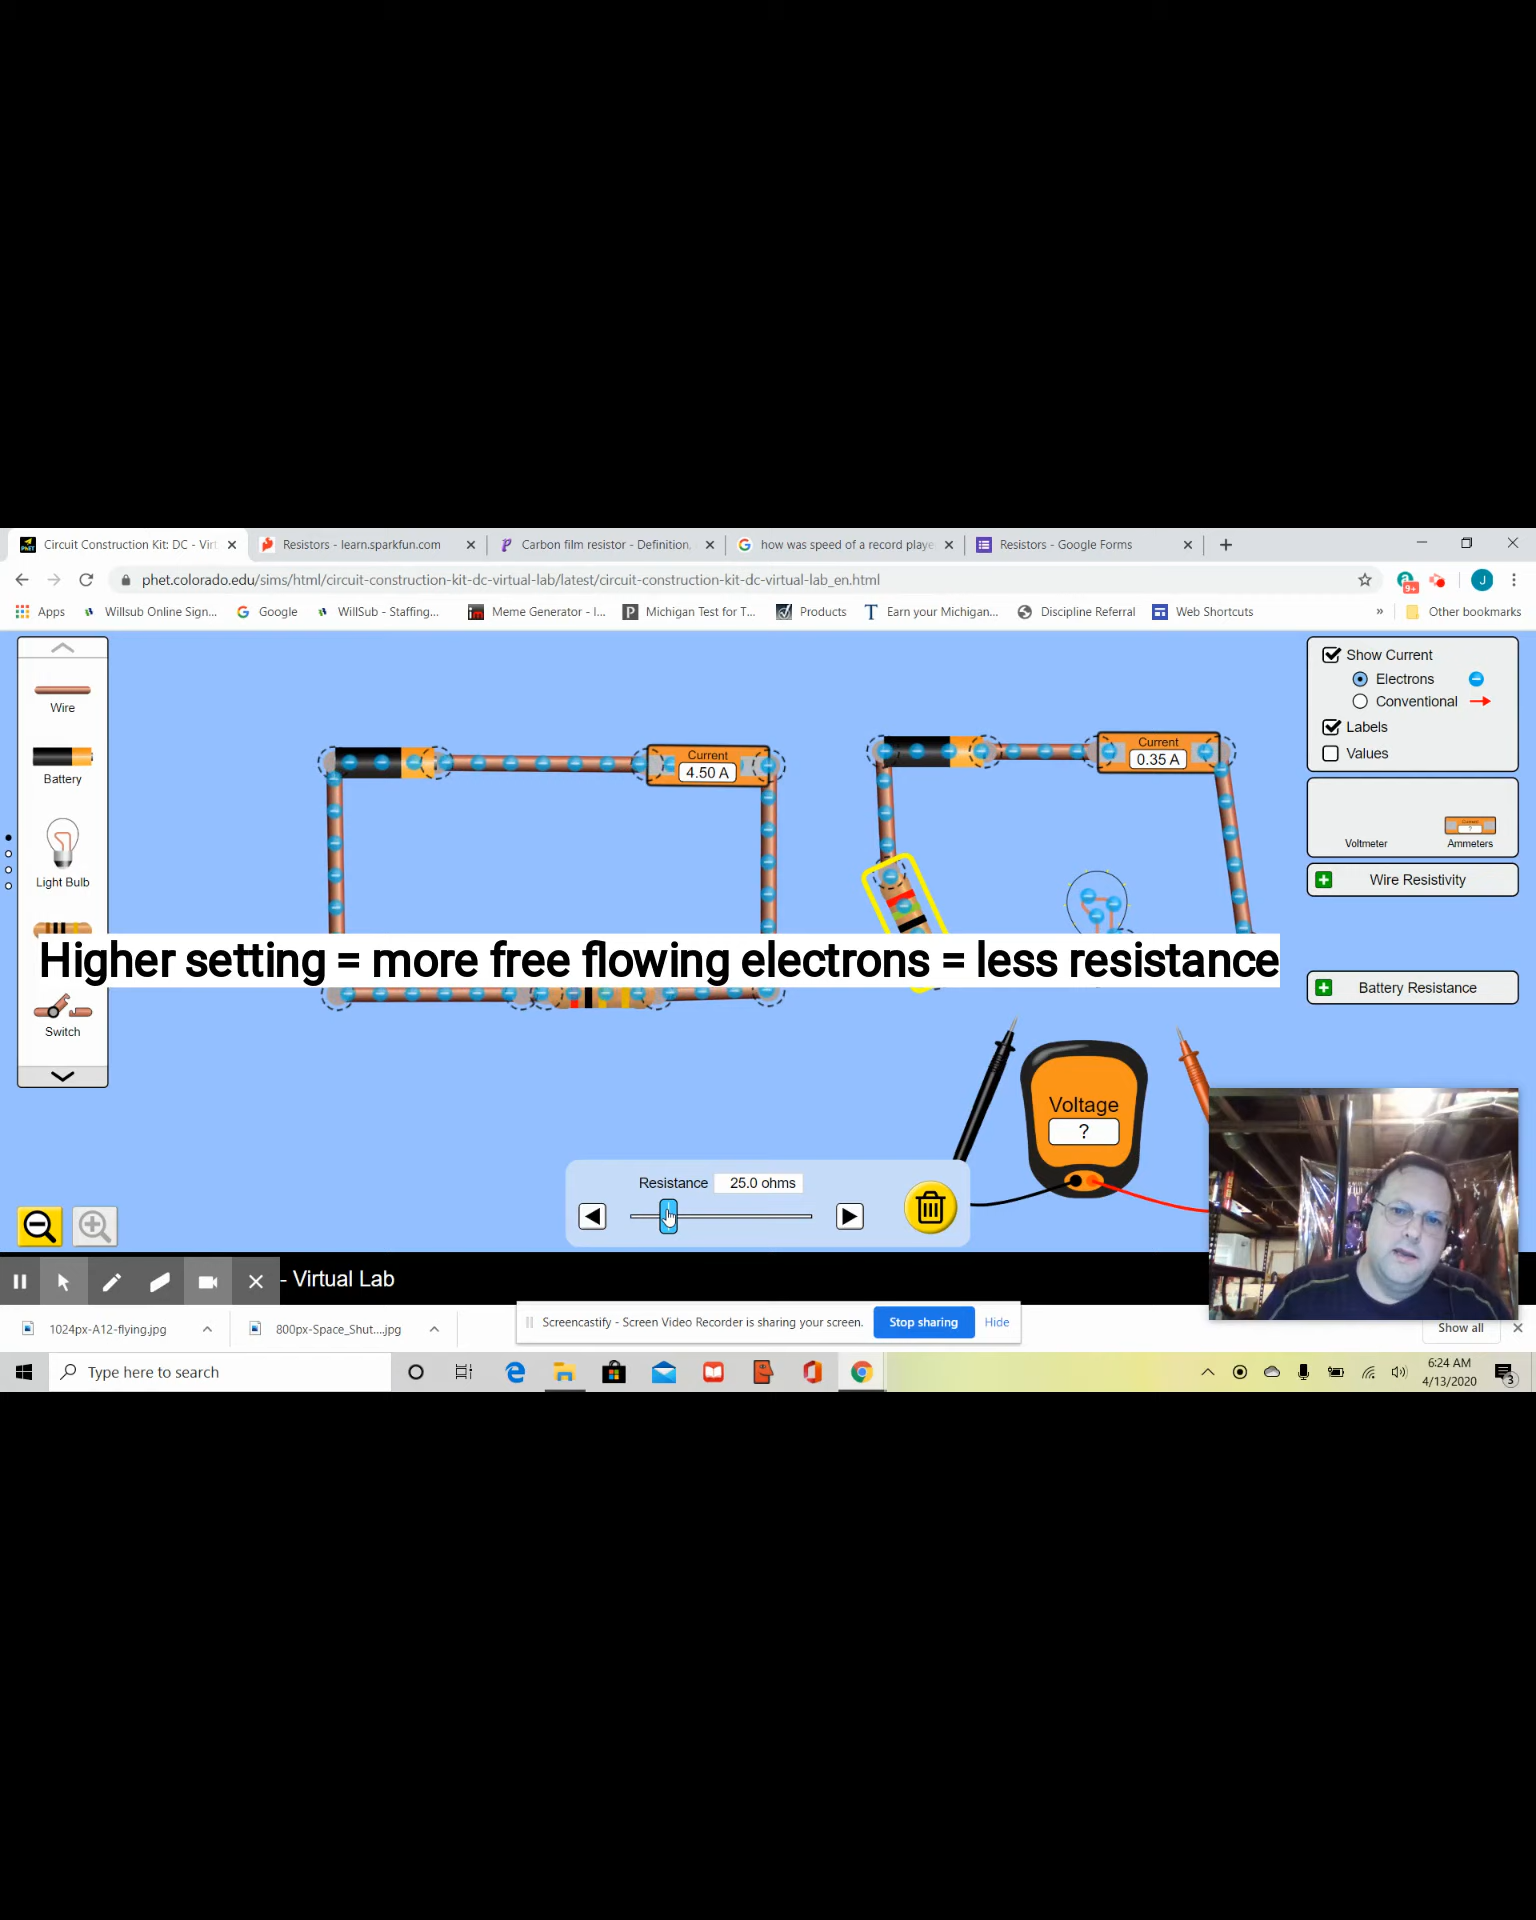 Circuit Construction Kit: DC - Virt
Resistors - learn.sparkfun.com
Carbon film resistor - Definition,
how was speed of a record playe
Resistors - Google Forms
phet.colorado.edu/sims/html/circuit-construction-kit-dc-virtual-lab/latest/circuit-construction-kit-dc-virtual-lab_en.html
9+
J
Apps
Willsub Online Sign...
Google
WillSub - Staffing...
Meme Generator - I...
Michigan Test for T...
Products
Earn your Michigan...
Discipline Referral
Web Shortcuts
»
Other bookmarks
Wire
Battery
Light Bulb
Switch
Current
4.50 A
Current
0.35 A
Show Current
Electrons
Conventional
Labels
Values
Voltmeter
Current
?
Ammeters
Wire Resistivity
Battery Resistance
Higher setting = more free flowing electrons = less resistance
Voltage
?
Resistance 25.0 ohms
- Virtual Lab
1024px-A12-flying.jpg
800px-Space_Shut....jpg
Screencastify - Screen Video Recorder is sharing your screen.
Stop sharing
Hide
Show all
Type here to search
6:24 AM
4/13/2020
3